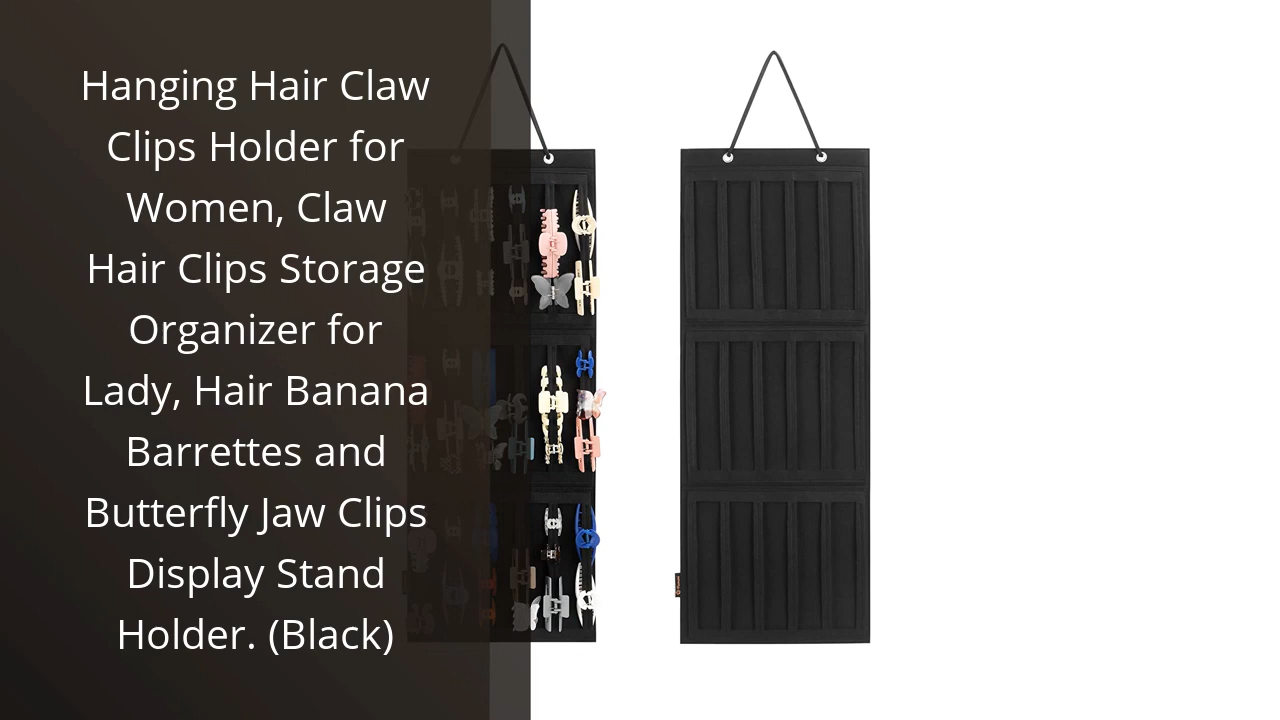 Hanging Hair Claw
Clips Holder for
Women, Claw
Hair Clips Storage
Organizer for
Lady, Hair Banana
Barrettes and
Butterfly Jaw Clips
Display Stand
Holder. (Black)